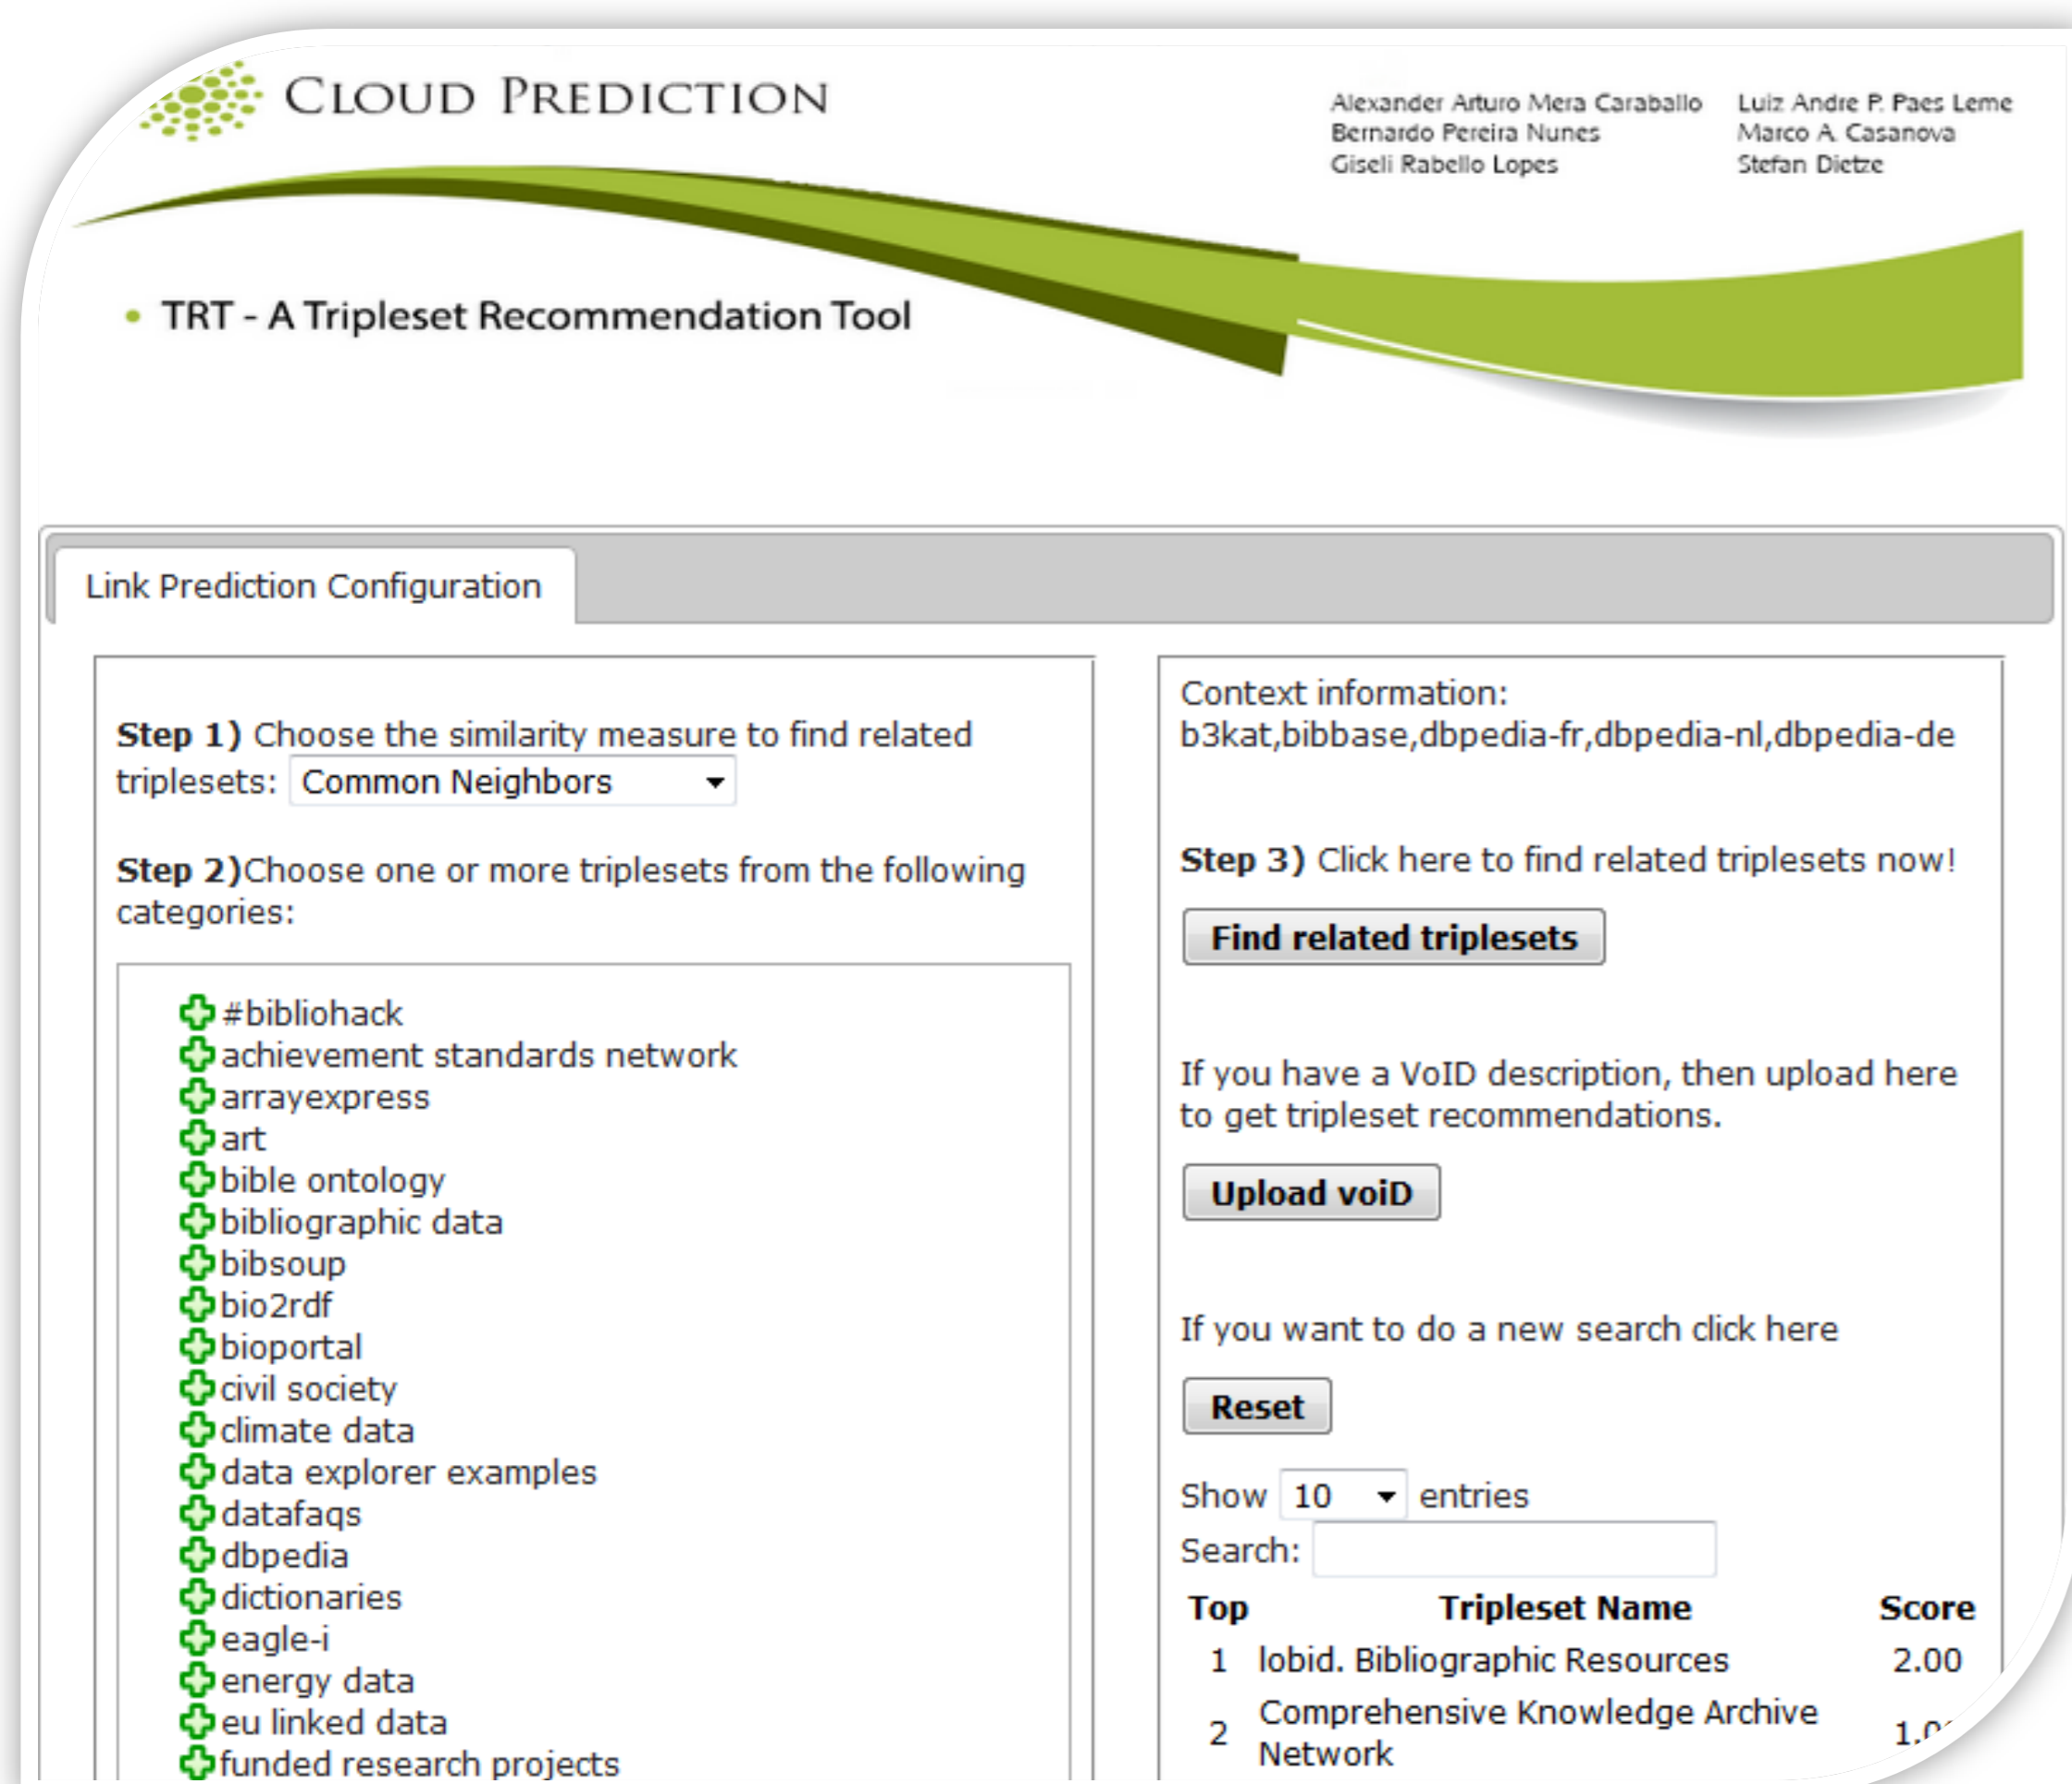 CLOUD PREDICTION
Alexander Arturo Mera Caraballo
Bernardo Pereira Nunes
Giseli Rabello Lopes
Luiz Andre P. Paes Leme
Marco A. Casanova
Stefan Dietze
• TRT - A Tripleset Recommendation Tool
Link Prediction Configuration
Step 1) Choose the similarity measure to find related
triplesets: Common Neighbors
Step 2)Choose one or more triplesets from the following
categories:
#bibliohack
achievement standards network
arrayexpress
art
bible ontology
bibliographic data
bibsoup
bio2rdf
bioportal
civil society
climate data
data explorer examples
datafaqs
dbpedia
dictionaries
eagle-i
energy data
eu linked data
funded research projects
Context information:
b3kat,bibbase,dbpedia-fr,dbpedia-nl,dbpedia-de
Step 3) Click here to find related triplesets now!
Find related triplesets
If you have a VoID description, then upload here
to get tripleset recommendations.
Upload voiD
If you want to do a new search click here
Reset
Show 10 entries
Search:
Top Tripleset Name Score
1 lobid. Bibliographic Resources 2.00
2 Comprehensive Knowledge Archive
Network